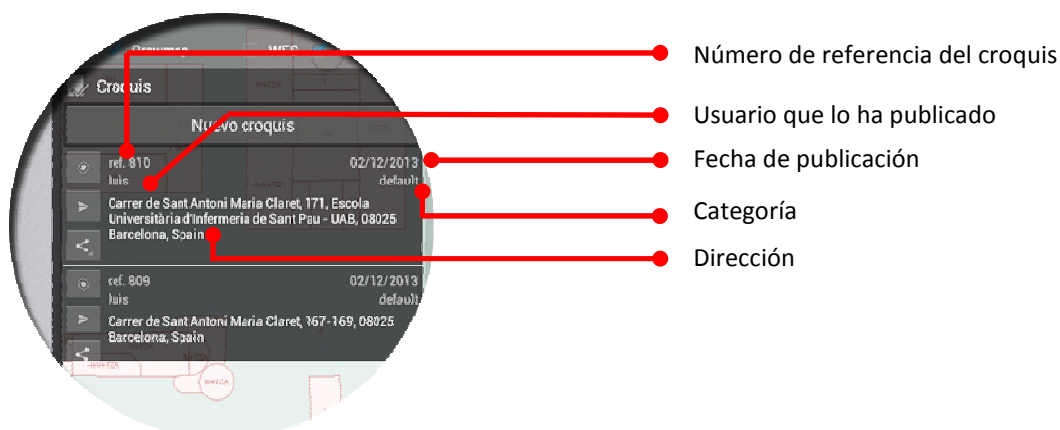 WFS
Croquis
Nuevo croquis
ref. 810
02/12/2013
luis
default
Carrer de Sant Antoni Maria Claret, 171, Escola
Universitària d'Infermeria de Sant Pau - UAB, 08025
Barcelona, Spain
ref. 809
02/12/2013
luis
default
Carrer de Sant Antoni Maria Claret, 167-169, 08025
Barcelona, Spain
Número de referencia del croquis
Usuario que lo ha publicado
Fecha de publicación
Categoría
Dirección